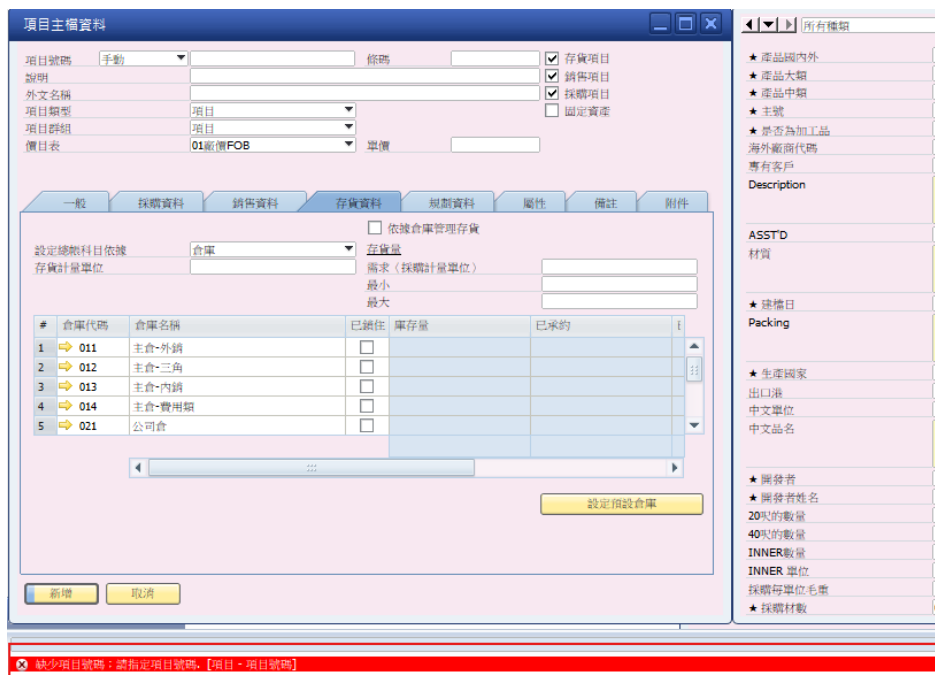 項目主檔資料
項目號碼 手動 條碼 存貨項目
說明 銷售項目
外文名稱 採購項目
項目類型 項目 固定資產
項目群組 項目
價目表 01廠價FOB 單價
一般 採購資料 銷售資料 存貨資料 規劃資料 屬性 備註 附件
依據倉庫管理存貨
設定總帳科目依據 倉庫 存貨量
存貨計量單位 需求（採購計量單位）
最小
最大
# 倉庫代碼 倉庫名稱 已鎖住 庫存量 已承約
1 011 主倉-外銷
2 012 主倉-三角
3 013 主倉-內銷
4 014 主倉-費用類
5 021 公司倉
設定預設倉庫
新增 取消
所有種類
★ 產品國內外
★ 產品大類
★ 產品中類
★ 主號
★ 是否為加工品
海外廠商代碼
專有客戶
Description
ASST'D
材質
★ 建檔日
Packing
★ 生產國家
出口港
中文單位
中文品名
★ 開發者
★ 開發者姓名
20呎的數量
40呎的數量
INNER數量
INNER 單位
採購每單位毛重
★ 採購材數
缺少項目號碼：請指定項目號碼. [項目 - 項目號碼]